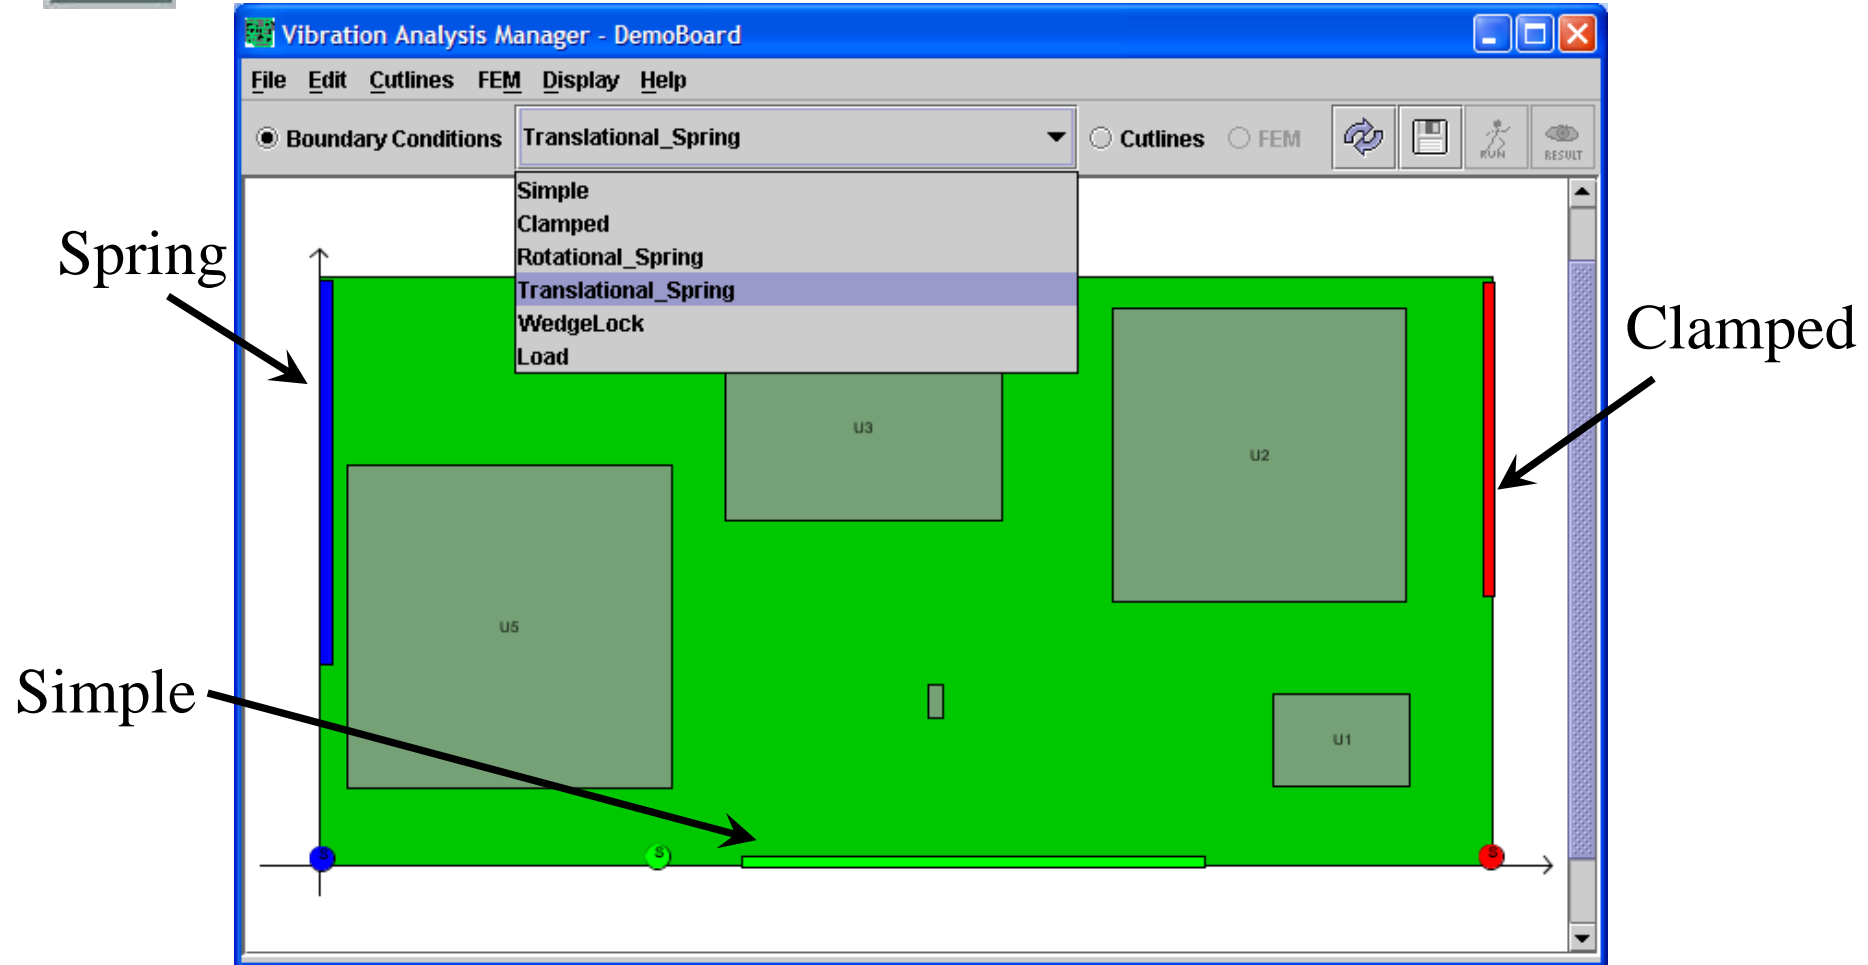 Vibration Analysis Manager - DemoBoard
File Edit Cutlines FEM Display Help
Boundary Conditions Translational_Spring Cutlines FEM RUN RESULT
Simple
Clamped
Rotational_Spring
Translational_Spring
WedgeLock
Load
Spring
Clamped
U3
U2
U5
Simple
U1
S S S